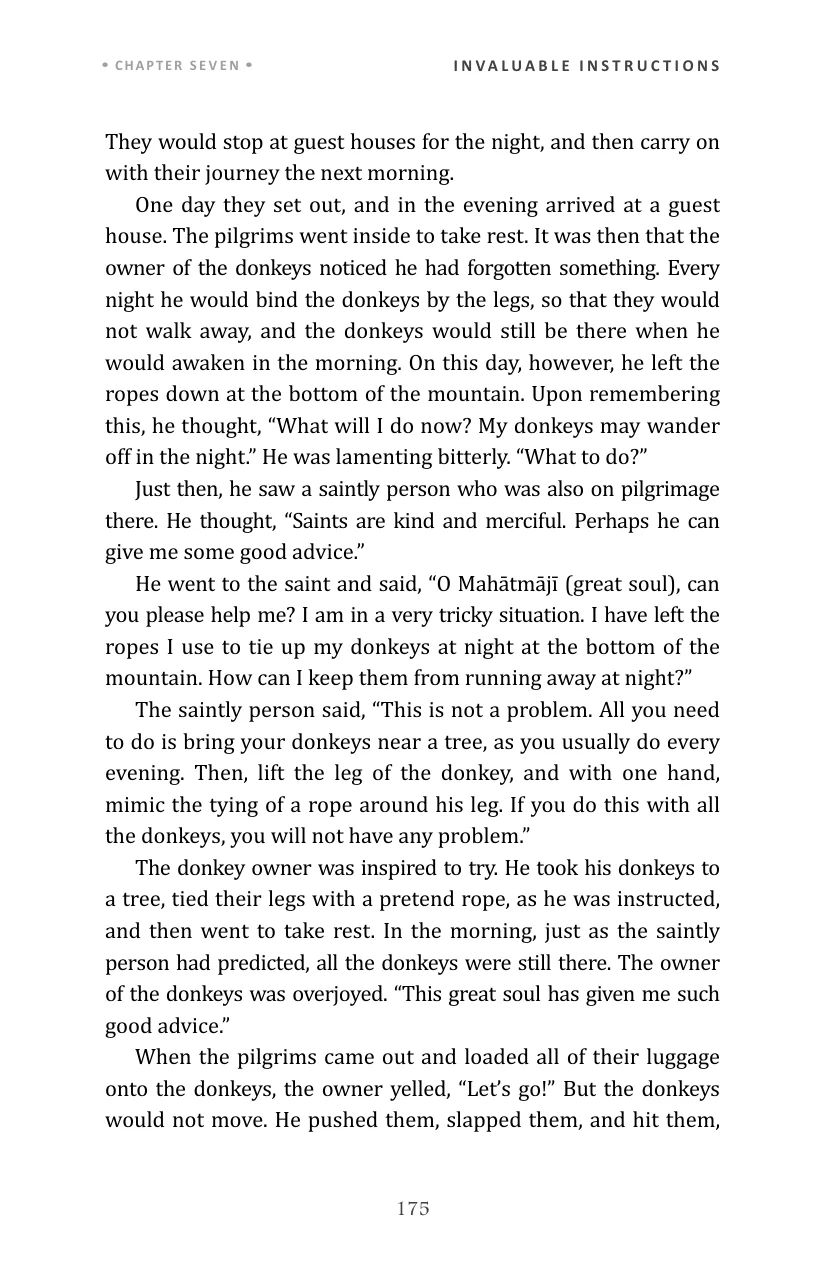 • CHAPTER SEVEN •
INVALUABLE INSTRUCTIONS
They would stop at guest houses for the night, and then carry on
with their journey the next morning.
One day they set out, and in the evening arrived at a guest
house. The pilgrims went inside to take rest. It was then that the
owner of the donkeys noticed he had forgotten something. Every
night he would bind the donkeys by the legs, so that they would
not walk away, and the donkeys would still be there when he
would awaken in the morning. On this day, however, he left the
ropes down at the bottom of the mountain. Upon remembering
this, he thought, “What will I do now? My donkeys may wander
off in the night.” He was lamenting bitterly. “What to do?”
Just then, he saw a saintly person who was also on pilgrimage
there. He thought, “Saints are kind and merciful. Perhaps he can
give me some good advice.”
He went to the saint and said, “O Mahātmājī (great soul), can
you please help me? I am in a very tricky situation. I have left the
ropes I use to tie up my donkeys at night at the bottom of the
mountain. How can I keep them from running away at night?”
The saintly person said, “This is not a problem. All you need
to do is bring your donkeys near a tree, as you usually do every
evening. Then, lift the leg of the donkey, and with one hand,
mimic the tying of a rope around his leg. If you do this with all
the donkeys, you will not have any problem.”
The donkey owner was inspired to try. He took his donkeys to
a tree, tied their legs with a pretend rope, as he was instructed,
and then went to take rest. In the morning, just as the saintly
person had predicted, all the donkeys were still there. The owner
of the donkeys was overjoyed. “This great soul has given me such
good advice.”
When the pilgrims came out and loaded all of their luggage
onto the donkeys, the owner yelled, “Let’s go!” But the donkeys
would not move. He pushed them, slapped them, and hit them,
175